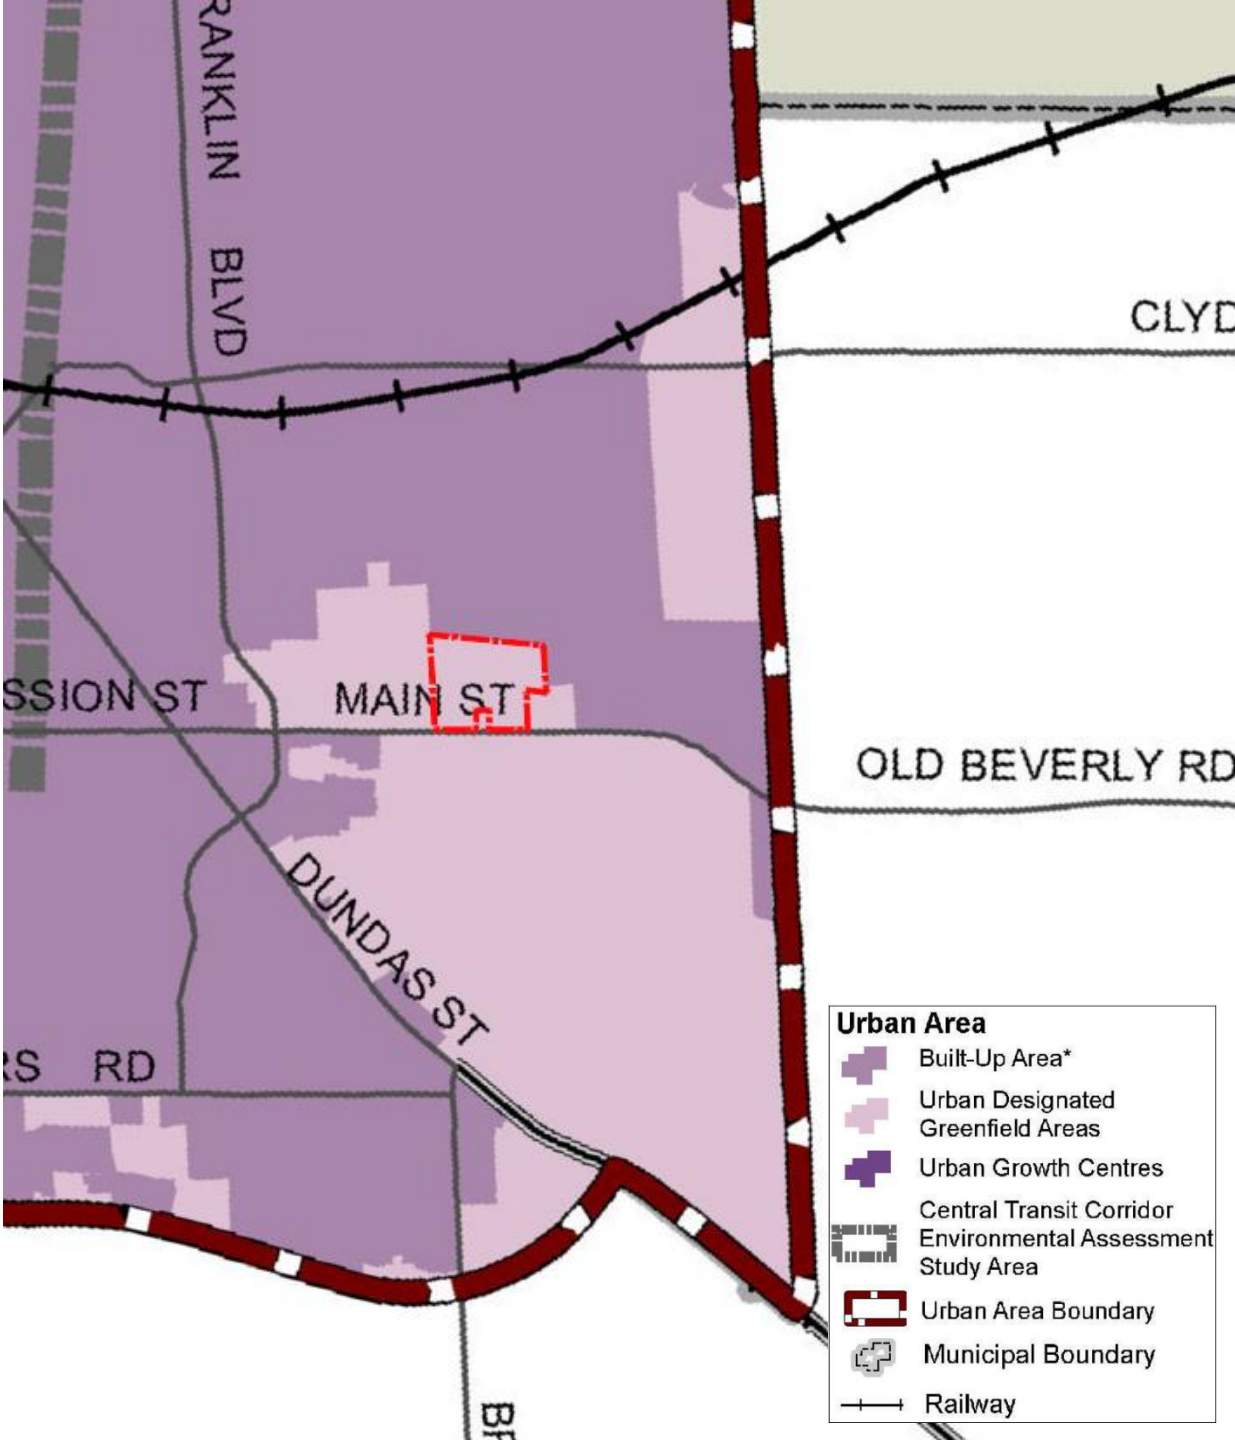 RANKLIN BLVD
CLYD
SSION ST
MAIN ST
OLD BEVERLY RD
DUNDAS ST
RS RD
BR
Urban Area
Built-Up Area*
Urban Designated
Greenfield Areas
Urban Growth Centres
Central Transit Corridor
Environmental Assessment
Study Area
Urban Area Boundary
Municipal Boundary
Railway